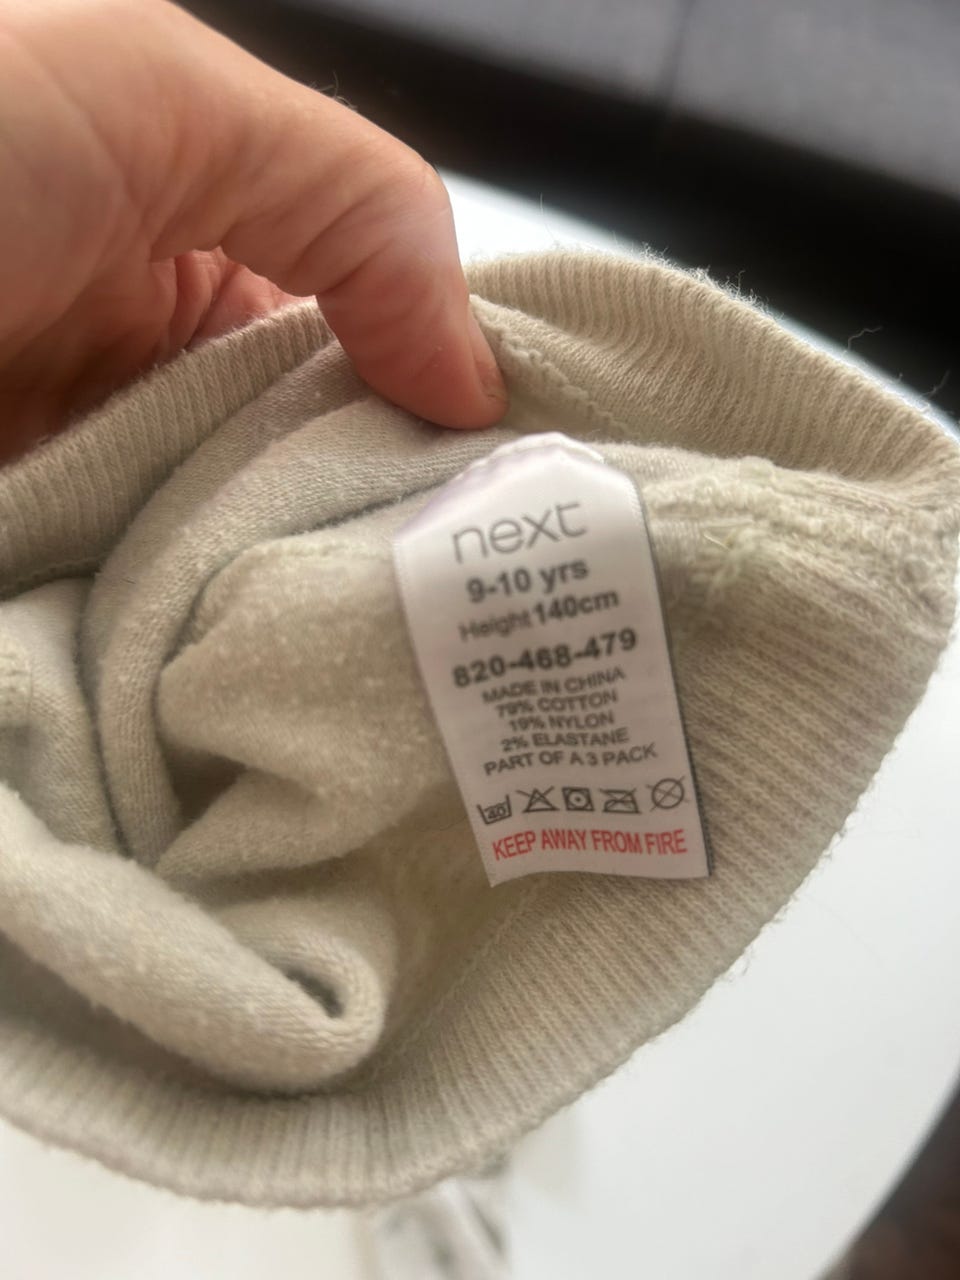 next
9-10 yrs
Height 140cm
820-468-479
MADE IN CHINA
79% COTTON
19% NYLON
2% ELASTANE
PART OF A 3 PACK
40
KEEP AWAY FROM FIRE